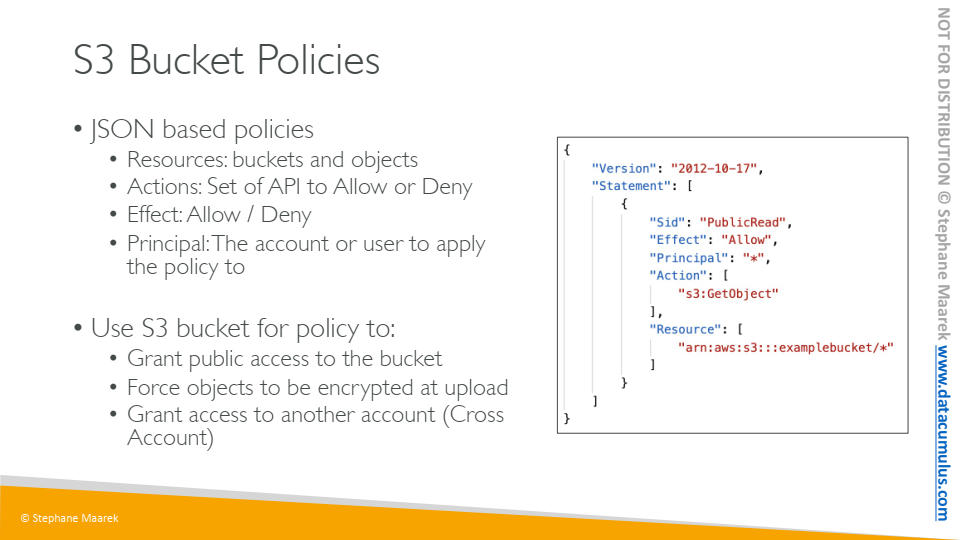 S3 Bucket Policies
• JSON based policies
• Resources: buckets and objects
• Actions: Set of API to Allow or Deny
• Effect: Allow / Deny
• Principal: The account or user to apply
the policy to
• Use S3 bucket for policy to:
• Grant public access to the bucket
• Force objects to be encrypted at upload
• Grant access to another account (Cross
Account)
{
"Version": "2012-10-17",
"Statement": [
{
"Sid": "PublicRead",
"Effect": "Allow",
"Principal": "*",
"Action": [
"s3:GetObject"
],
"Resource": [
"arn:aws:s3:::examplebucket/*"
]
}
]
}
NOT FOR DISTRIBUTION © Stephane Maarek www.datacumulus.com
© Stephane Maarek